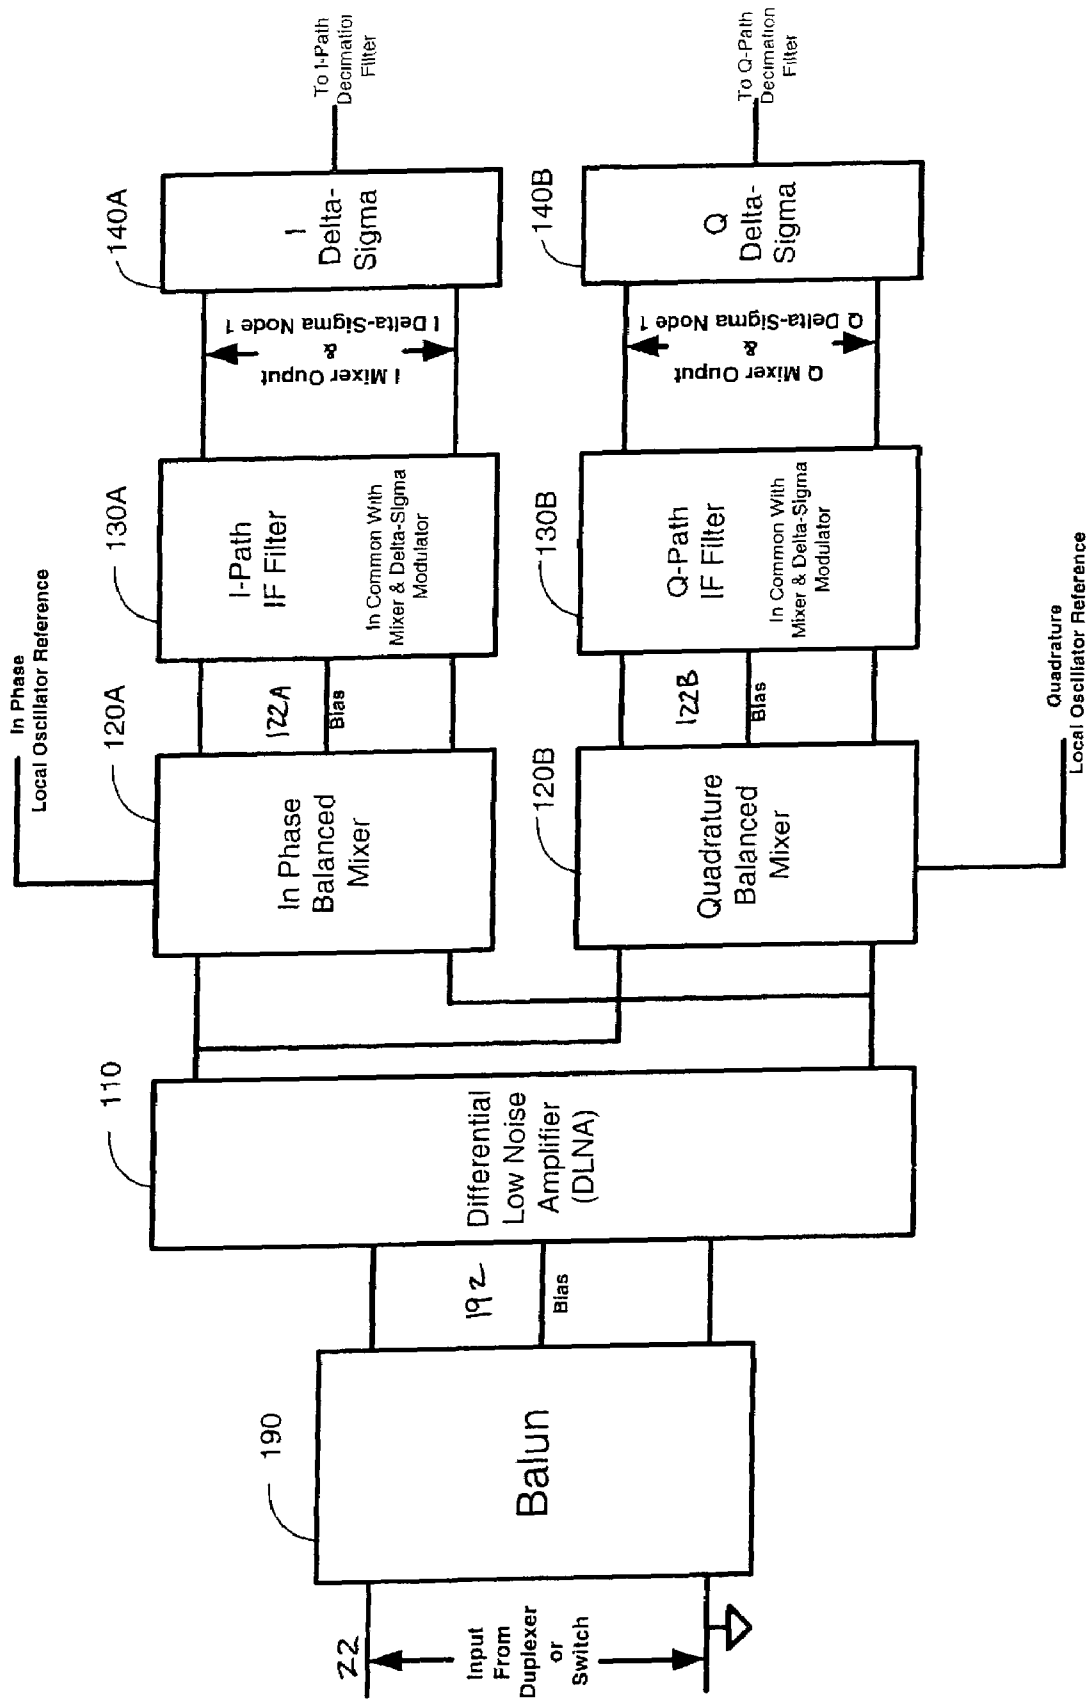 22
Input
From
Duplexer
or
Switch
190
Balun
192
Bias
110
Differential
Low Noise
Amplifier
(DLNA)
In Phase
Local Oscillator Reference
120A
In Phase
Balanced
Mixer
122A
Bias
130A
I-Path
IF Filter
In Common With
Mixer & Delta-Sigma
Modulator
I Mixer Ouput
&
I Delta-Sigma Node 1
140A
I
Delta-
Sigma
To I-Path
Decimation
Filter
120B
Quadrature
Balanced
Mixer
122B
Bias
130B
Q-Path
IF Filter
In Common With
Mixer & Delta-Sigma
Modulator
Q Mixer Ouput
&
Q Delta-Sigma Node 1
140B
Q
Delta-
Sigma
To Q-Path
Decimation
Filter
Quadrature
Local Oscillator Reference